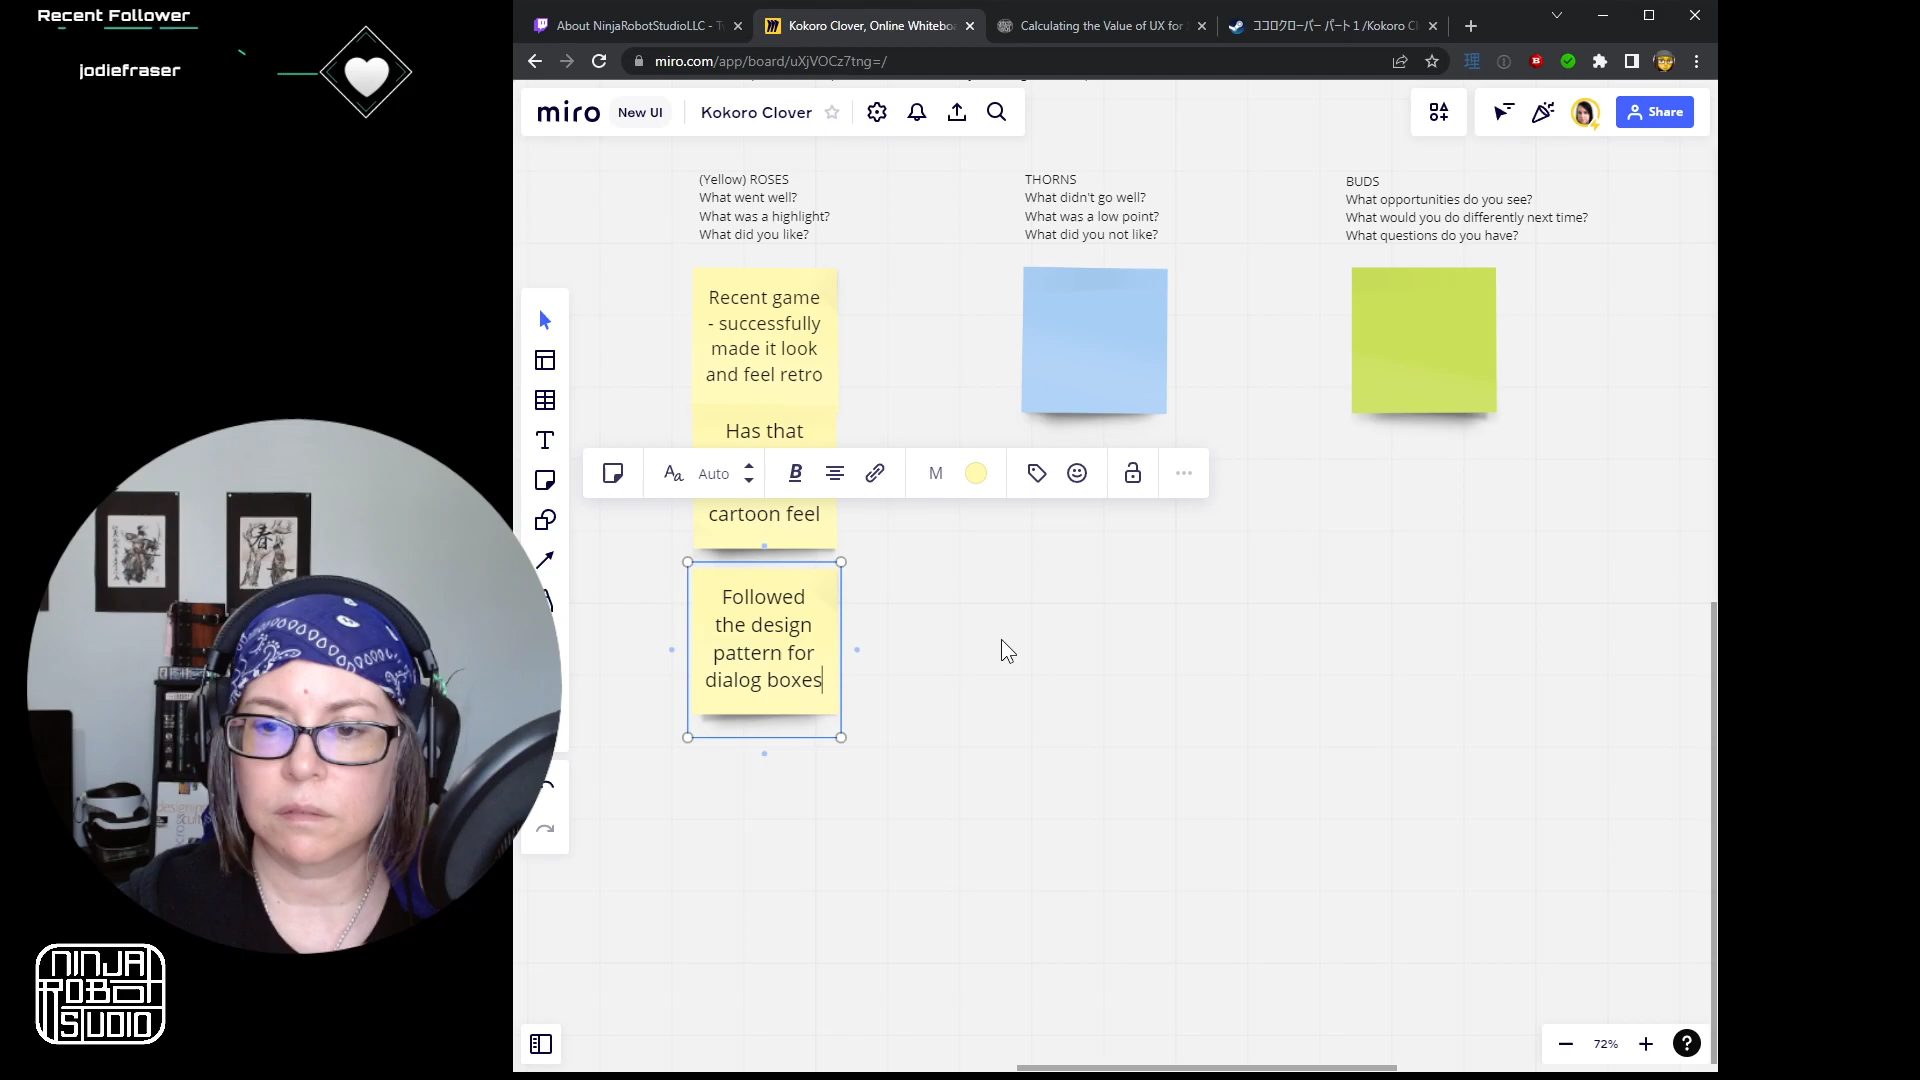 Recent Follower
jodiefraser
About NinjaRobotStudioLLC - Tw
Kokoro Clover, Online Whiteboa
Calculating the Value of UX for
ココロクローバー パート1/Kokoro Cl
miro.com/app/board/uXjVOCz7tng=/
miro
New UI
Kokoro Clover
Share
(Yellow) ROSES
What went well?
What was a highlight?
What did you like?
THORNS
What didn't go well?
What was a low point?
What did you not like?
BUDS
What opportunities do you see?
What would you do differently next time?
What questions do you have?
Recent game
- successfully
made it look
and feel retro
Has that
cartoon feel
Auto
B
M
Followed
the design
pattern for
dialog boxes
春
NINJA
ROBOT
STUDIO
72%